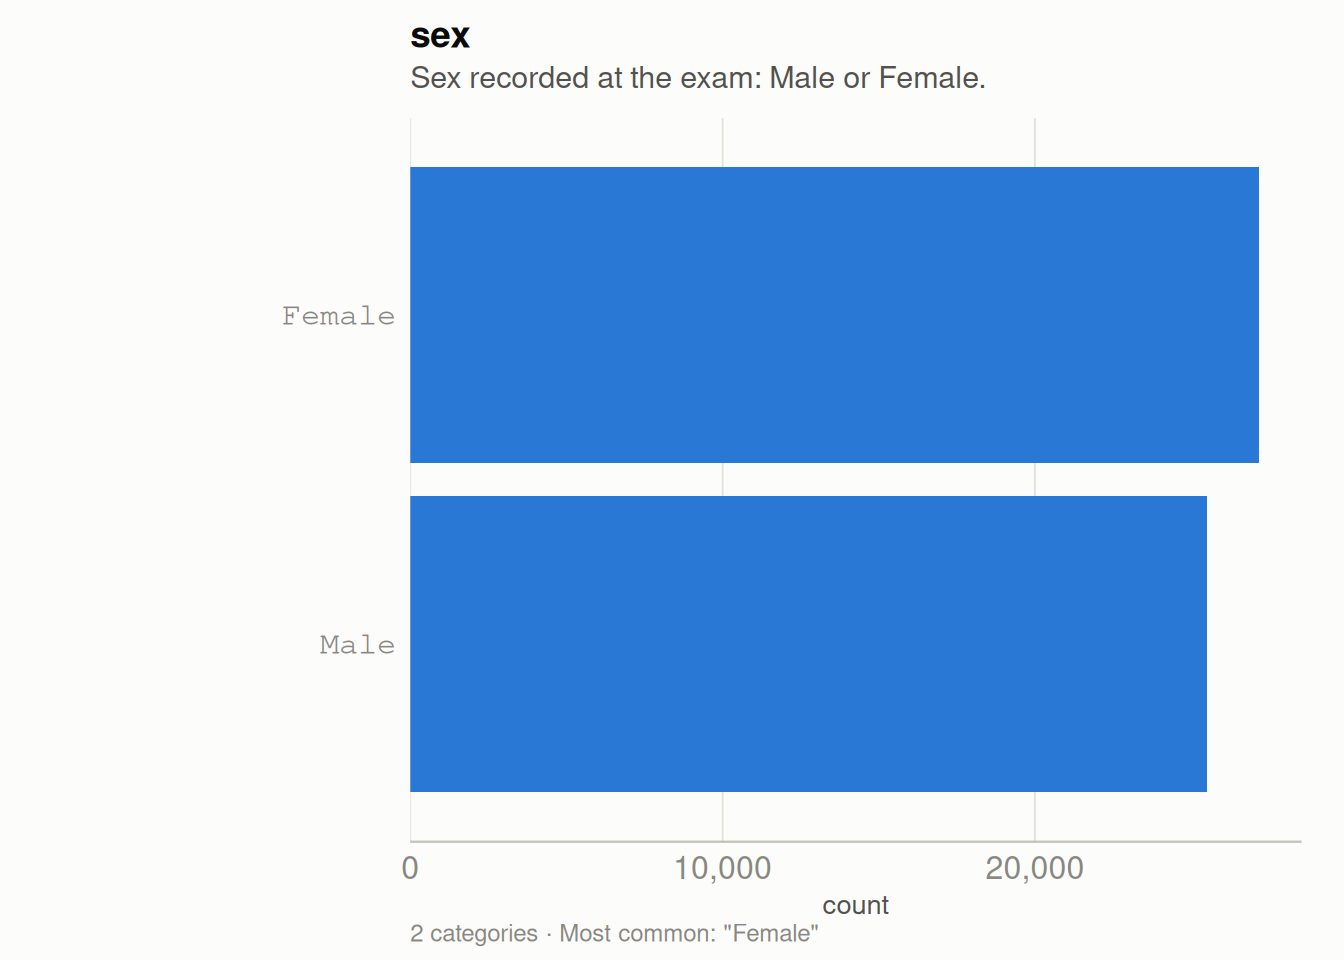 sex
Sex recorded at the exam: Male or Female.
Female
Male
0 10,000 20,000
count
2 categories · Most common: "Female"